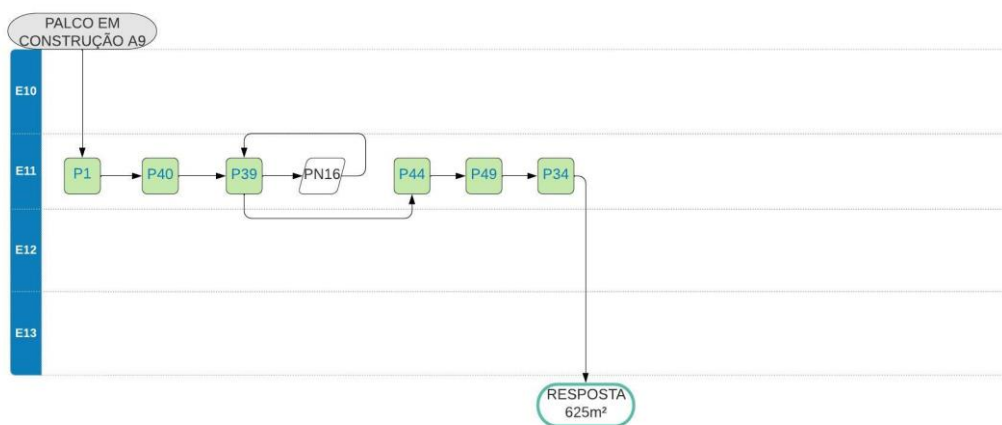 PALCO EM
CONSTRUÇÃO A9
E10
E11
P1
P40
P39
PN16
P44
P49
P34
E12
E13
RESPOSTA
625m²